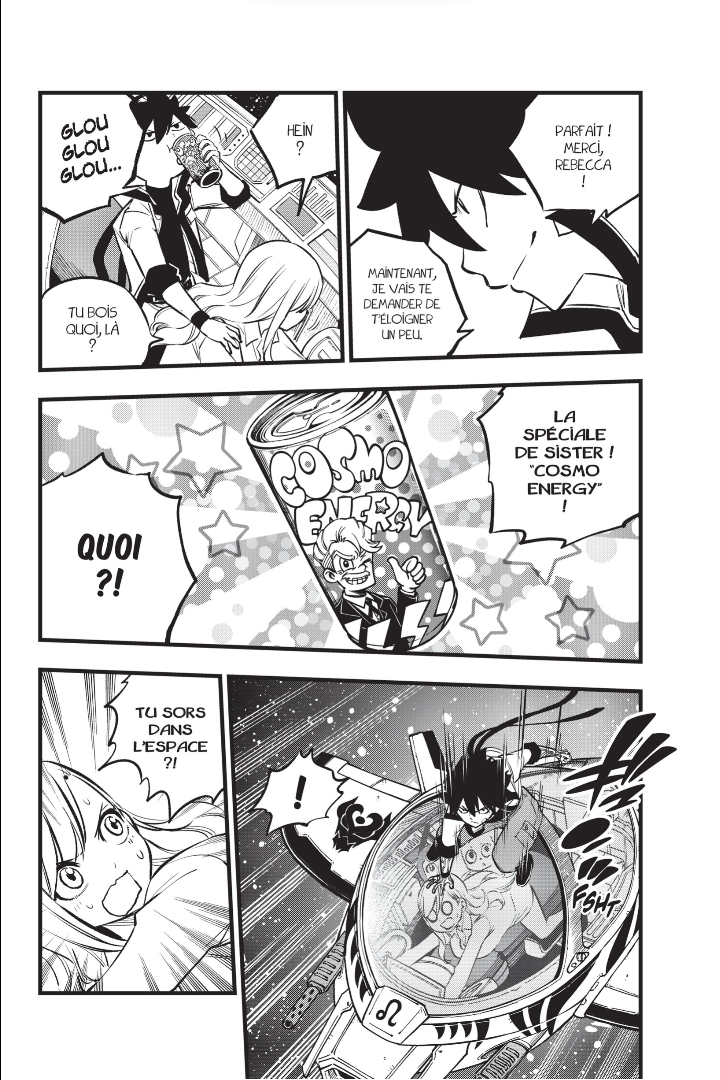 PARFAIT !
MERCI,
REBECCA
!
MAINTENANT,
JE VAIS TE
DEMANDER DE
T'ÉLOIGNER
UN PEU.
HEIN
?
GLOU
GLOU
GLOU...
TU BOIS
QUOI, LÀ
?
LA
SPÉCIALE
DE SISTER !
"COSMO
ENERGY"
!
COSMO
ENERGY
QUOI
?!
!
FSHT
TU SORS
DANS
L'ESPACE
?!